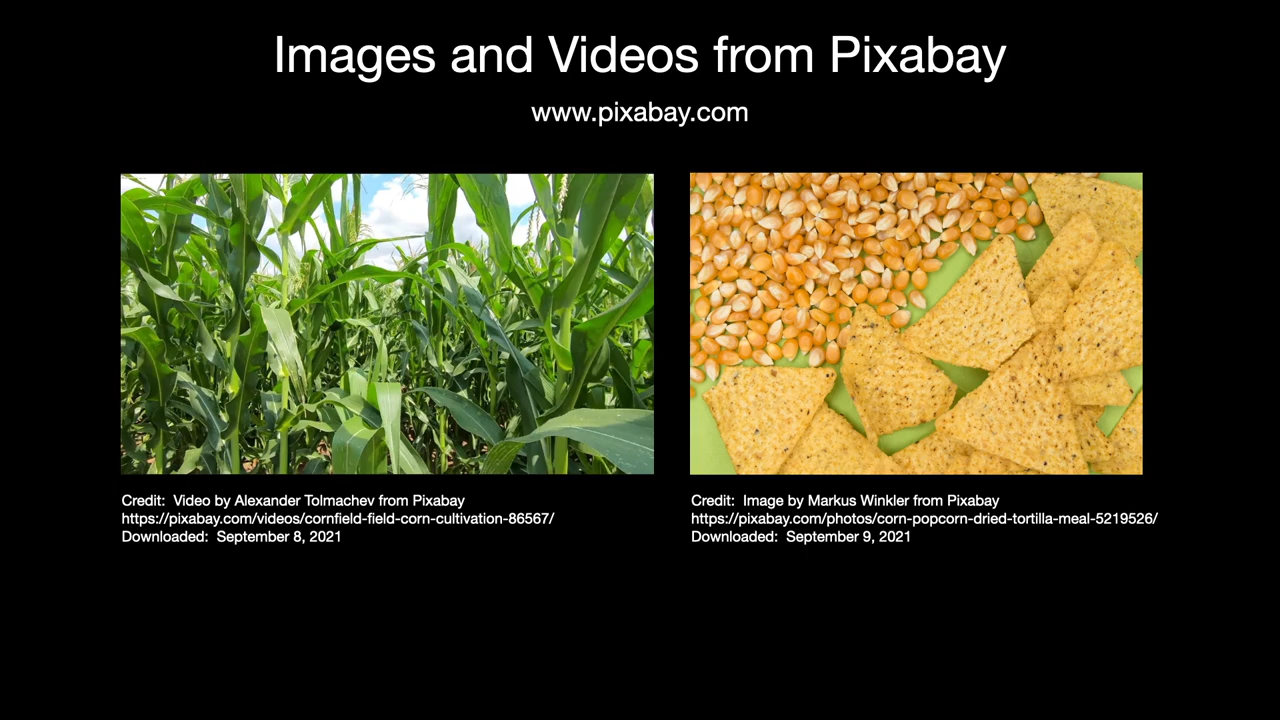 Images and Videos from Pixabay
www.pixabay.com
Credit:  Video by Alexander Tolmachev from Pixabay
https://pixabay.com/videos/cornfield-field-corn-cultivation-86567/
Downloaded:  September 8, 2021
Credit:  Image by Markus Winkler from Pixabay
https://pixabay.com/photos/corn-popcorn-dried-tortilla-meal-5219526/
Downloaded:  September 9, 2021